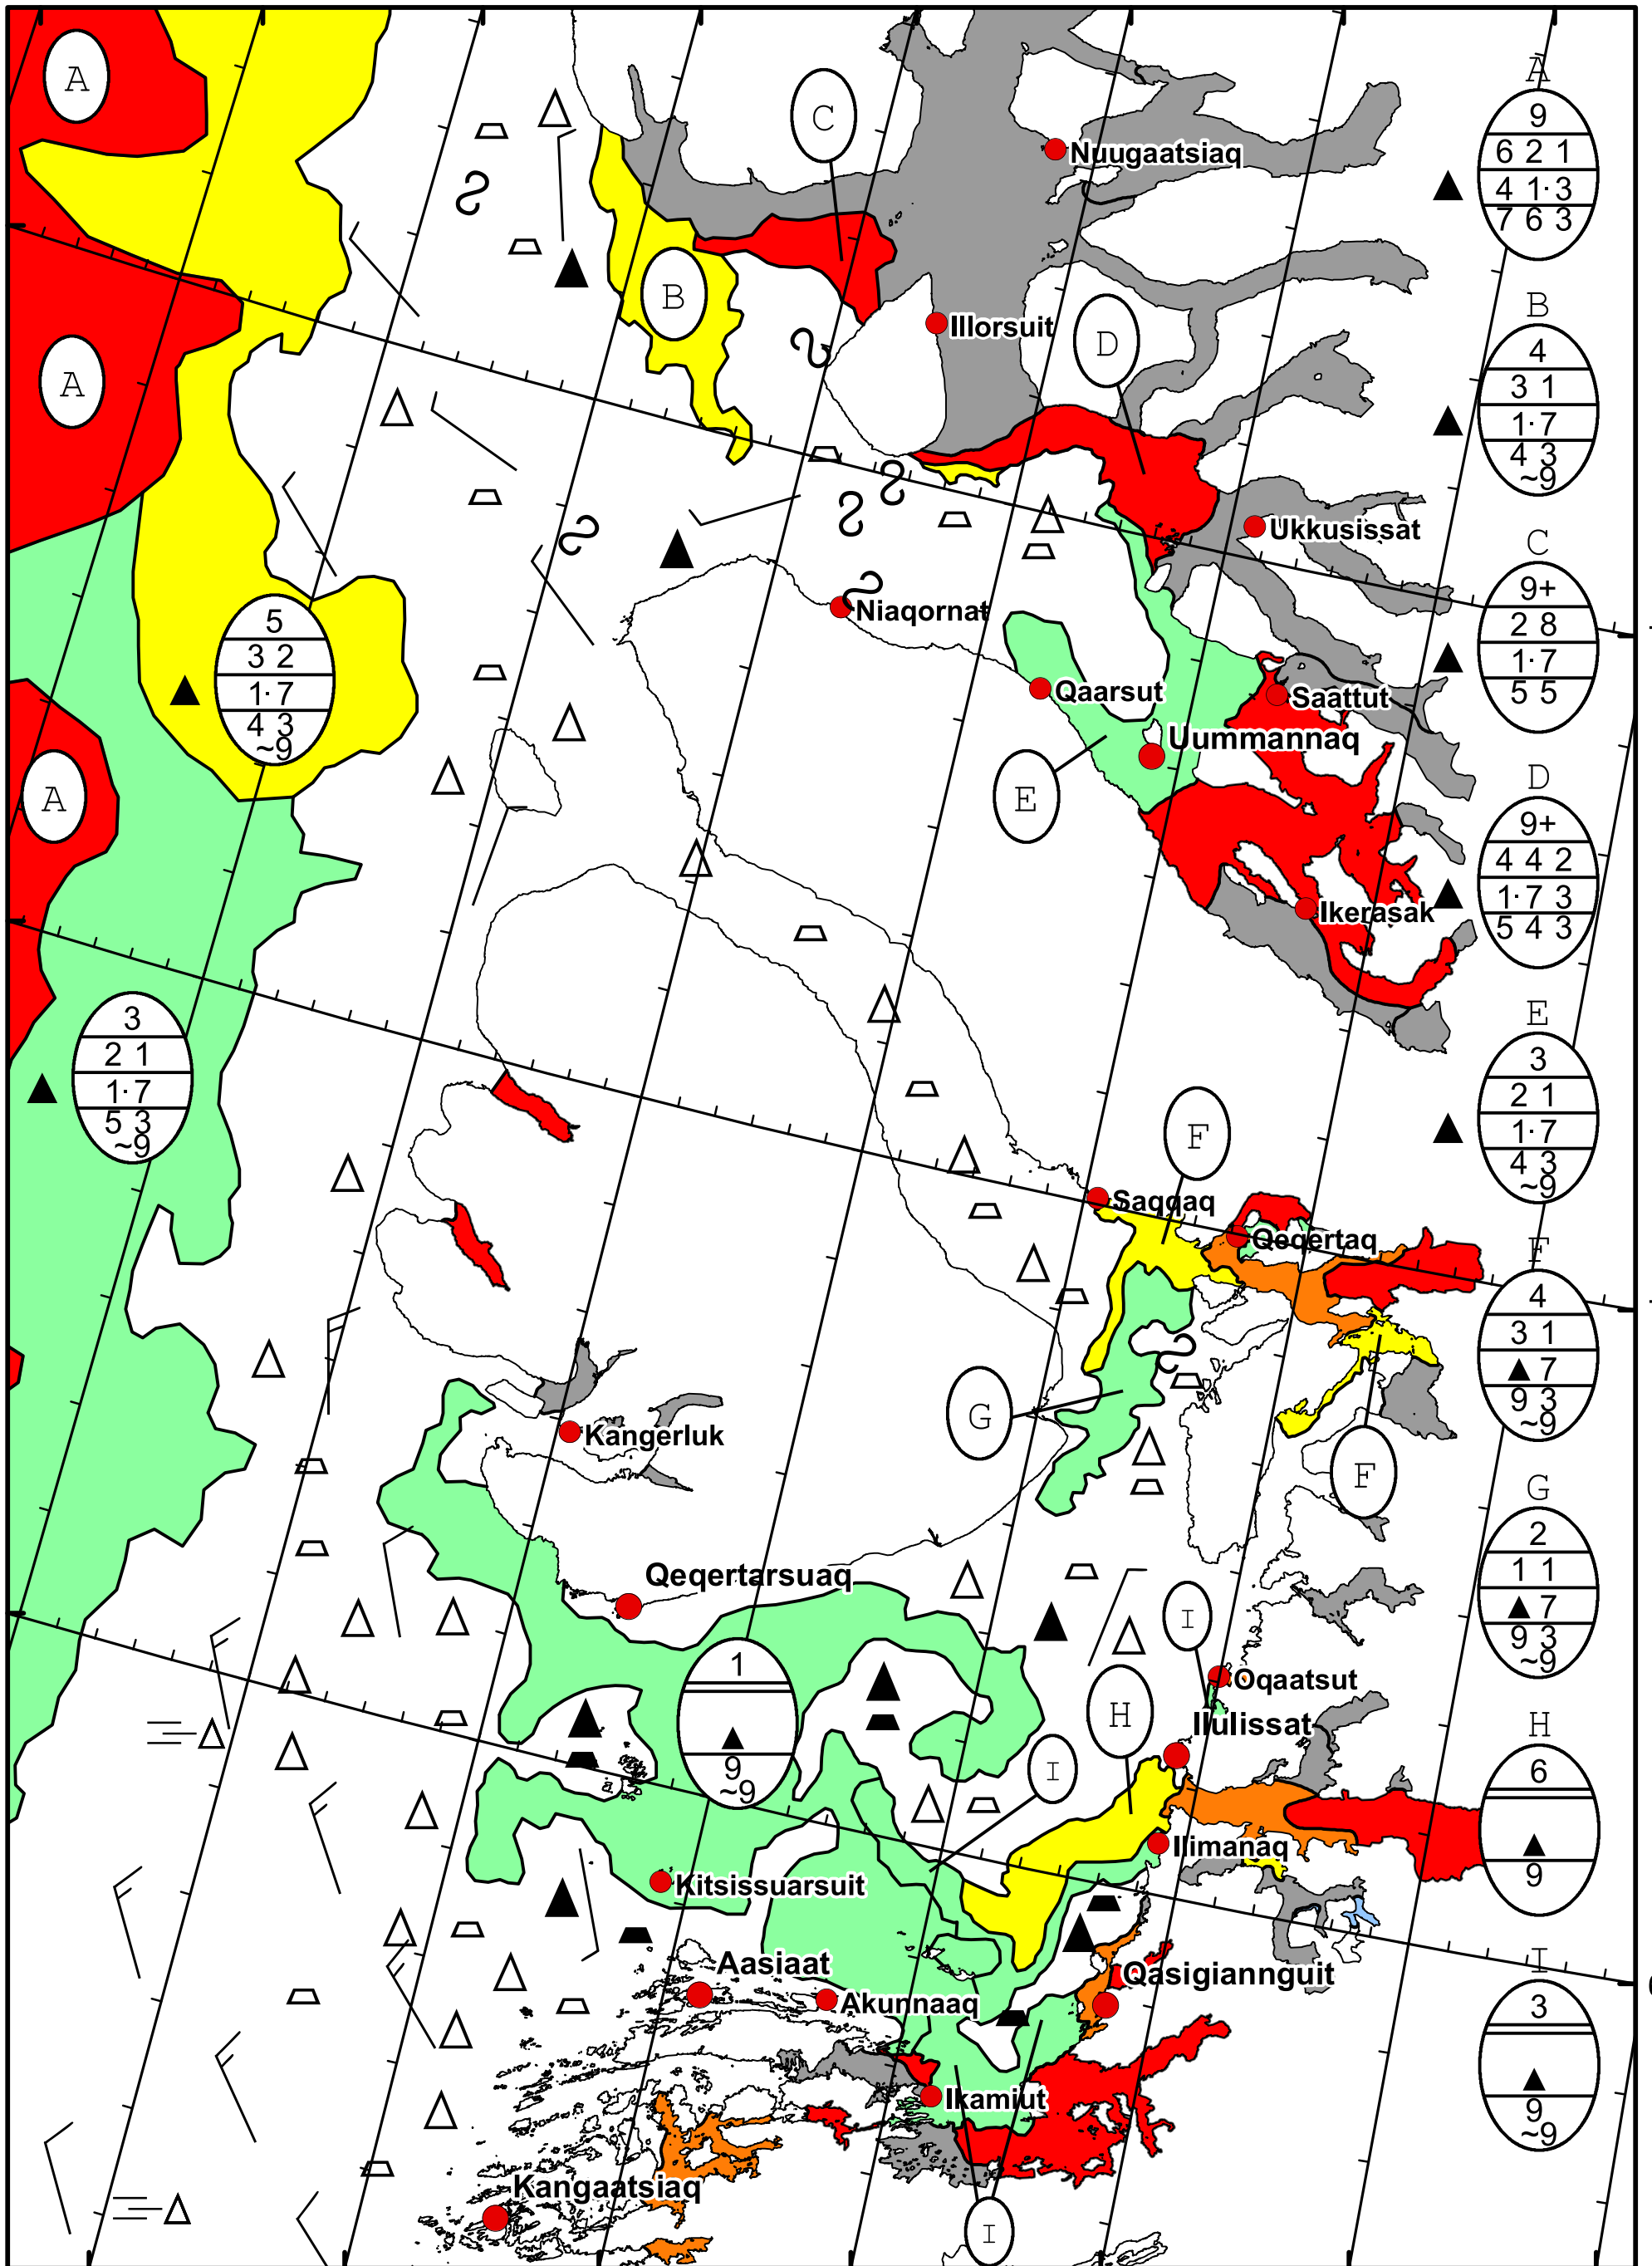 A
A
C
Nuugaatsiaq
9
6 2 1
4 1· 3
7 6 3
A
B
Illorsuit
D
B
4
3 1
1· 7
4 3
~9
A
Ukkusissat
C
9+
2 8
1· 7
5 5
5
3 2
1· 7
4 3
~9
Niaqornat
Qaarsut
Saattut
Uummannaq
E
A
D
9+
4 4 2
1· 7 3
5 4 3
Ikerasak
3
2 1
1· 7
5 3
~9
E
3
2 1
1· 7
4 3
~9
F
Saqqaq
Qeqertaq
F
4
3 1
7
9 3
~9
Kangerluk
G
F
G
2
1 1
7
9 3
~9
Qeqertarsuaq
I
1
9
~9
Oqaatsut
H
Ilulissat
I
H
6
9
Ilimanaq
Kitsissuarsuit
Aasiaat
Akunnaaq
Qasigiannguit
I
3
9
~9
Ikamiut
Kangaatsiaq
I